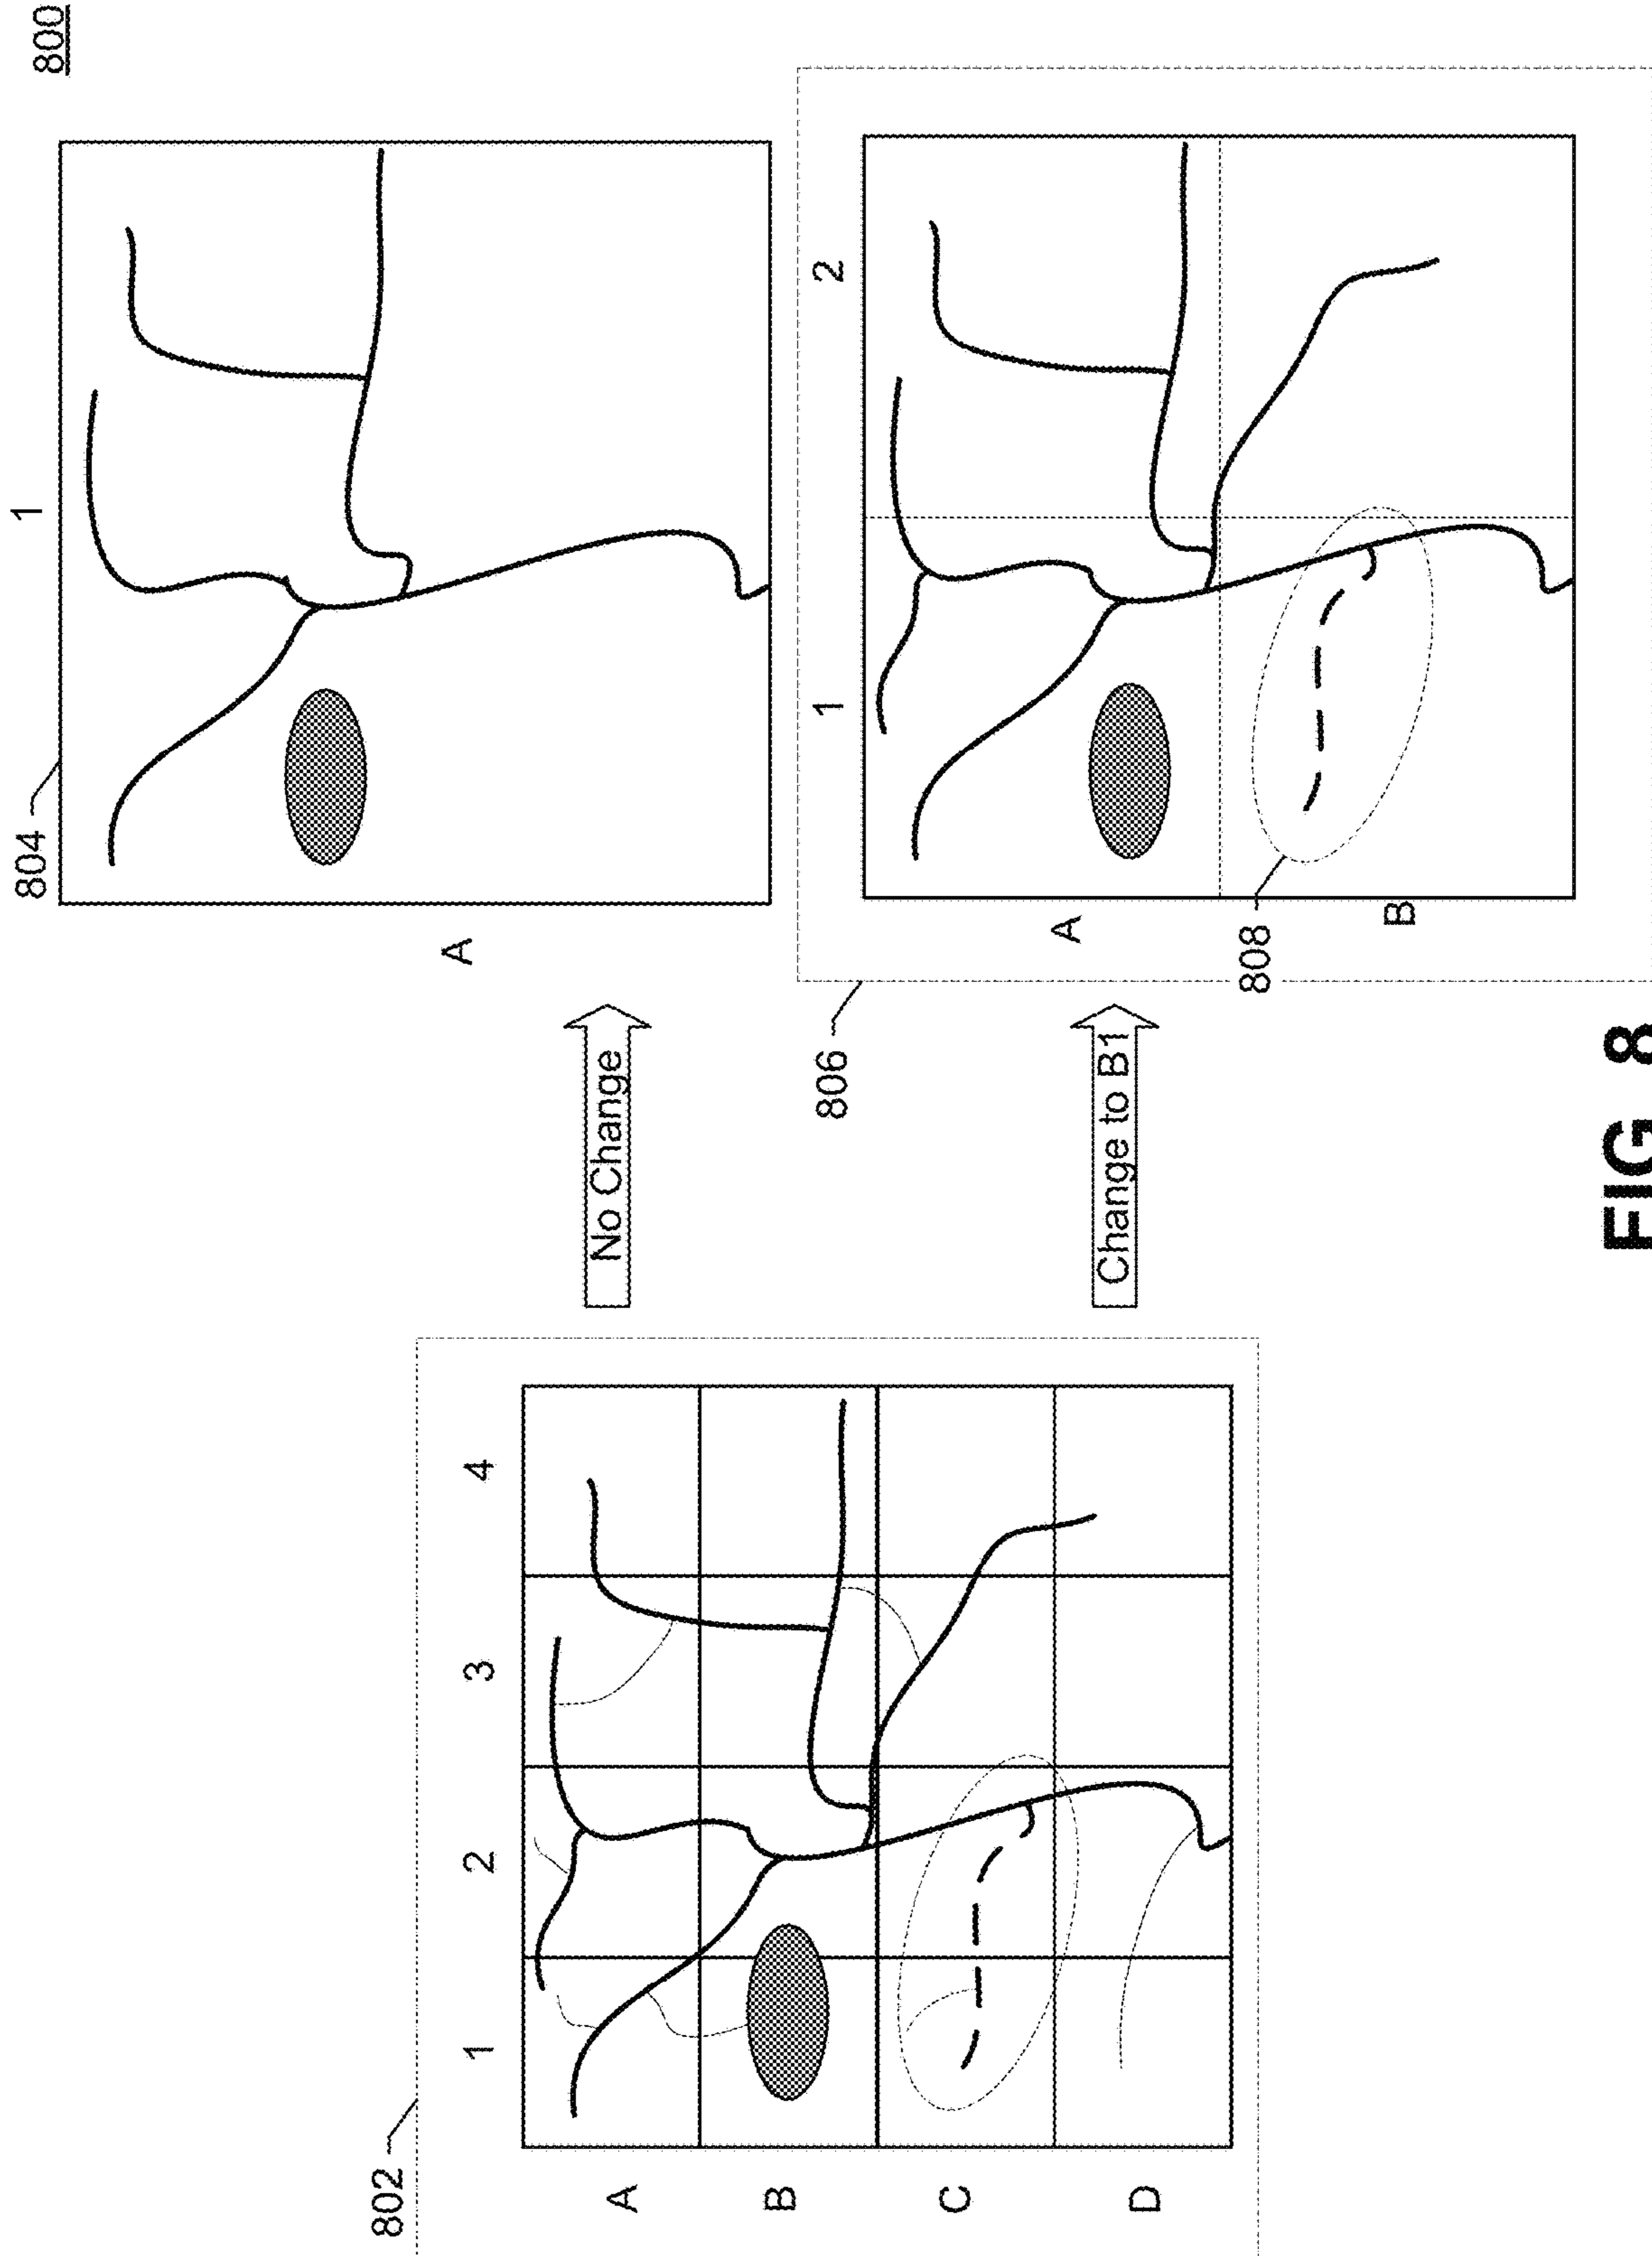 800
804
1
A
802
1 2 3 4
A
B
C
D
No Change
Change to B1
806
1 2
A
808
B
FIG 8